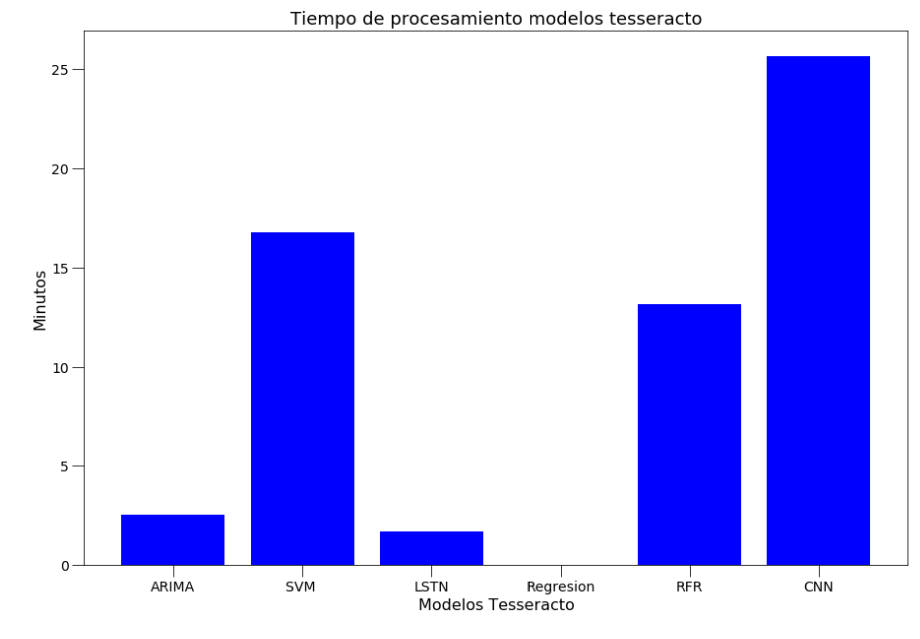 Tiempo de procesamiento modelos tesseracto
25
20
15
10
5
0
Minutos
ARIMA SVM LSTN Regresion RFR CNN
Modelos Tesseracto